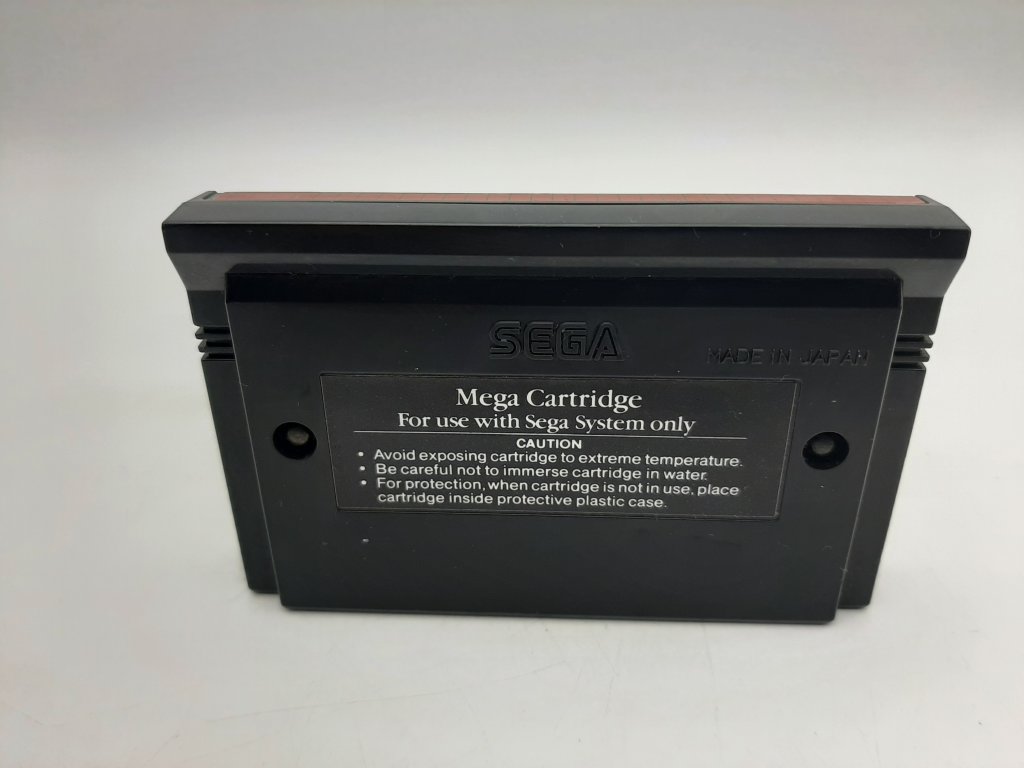 SEGA
MADE IN JAPAN
Mega Cartridge
For use with Sega System only
CAUTION
• Avoid exposing cartridge to extreme temperature.
• Be careful not to immerse cartridge in water.
• For protection, when cartridge is not in use, place
cartridge inside protective plastic case.